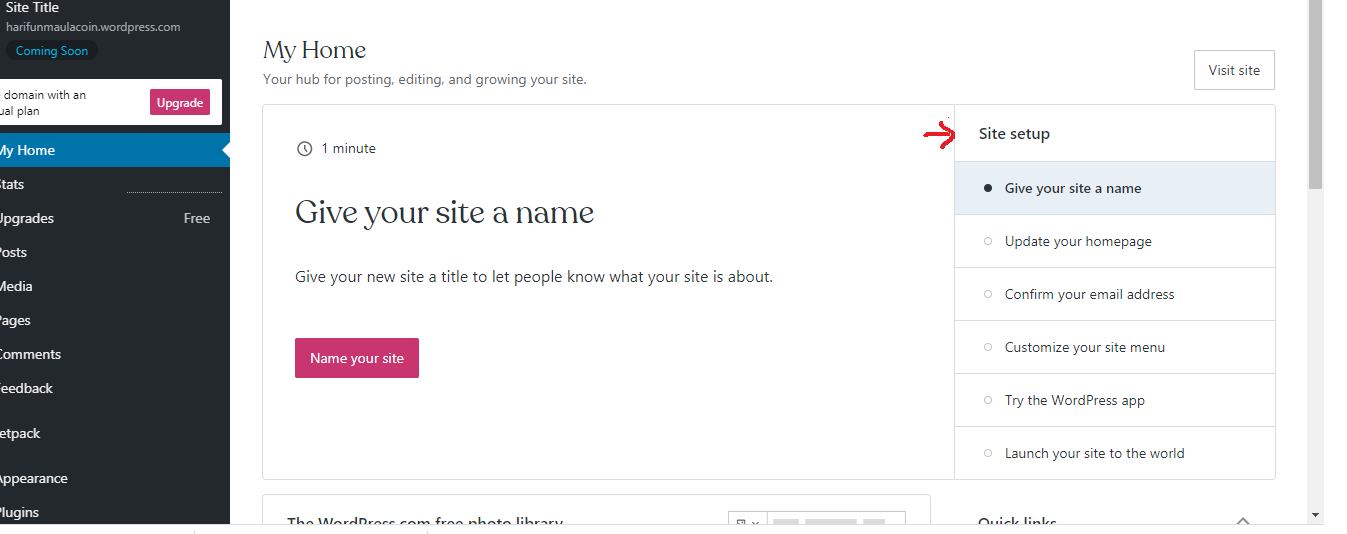 Site Title
harifunmaulacoin.wordpress.com
Coming Soon
domain with an
plan
Upgrade
My Home
Stats
Upgrades
Free
Posts
Media
Pages
Comments
Feedback
Jetpack
Appearance
Plugins
My Home
Your hub for posting, editing, and growing your site.
Visit site
1 minute
Give your site a name
Give your new site a title to let people know what your site is about.
Name your site
Site setup
Give your site a name
Update your homepage
Confirm your email address
Customize your site menu
Try the WordPress app
Launch your site to the world
The WordPress.com free photo library
Quick links